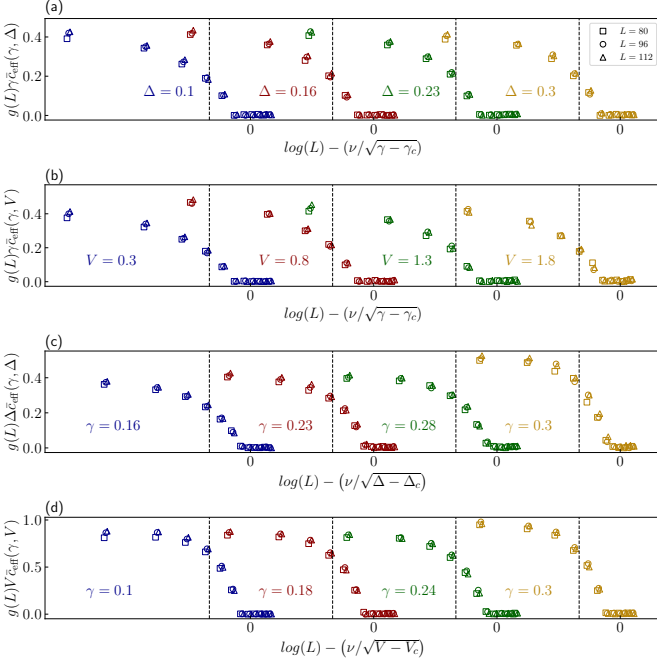 (a)
g(L)γc̄eff(γ, Δ)
0.4
0.2
0.0
Δ = 0.1
Δ = 0.16
Δ = 0.23
Δ = 0.3
L = 80
L = 96
L = 112
0 0 0 0
log(L) − (ν/√γ − γc)
(b)
g(L)γc̄eff(γ, V)
0.4
0.2
0.0
V = 0.3
V = 0.8
V = 1.3
V = 1.8
0 0 0 0
log(L) − (ν/√γ − γc)
(c)
g(L)Δc̄eff(γ, Δ)
0.4
0.2
0.0
γ = 0.16
γ = 0.23
γ = 0.28
γ = 0.3
0 0 0 0
log(L) − (ν/√Δ − Δc)
(d)
g(L)Vc̄eff(γ, V)
1.0
0.5
0.0
γ = 0.1
γ = 0.18
γ = 0.24
γ = 0.3
0 0 0 0
log(L) − (ν/√V − Vc)